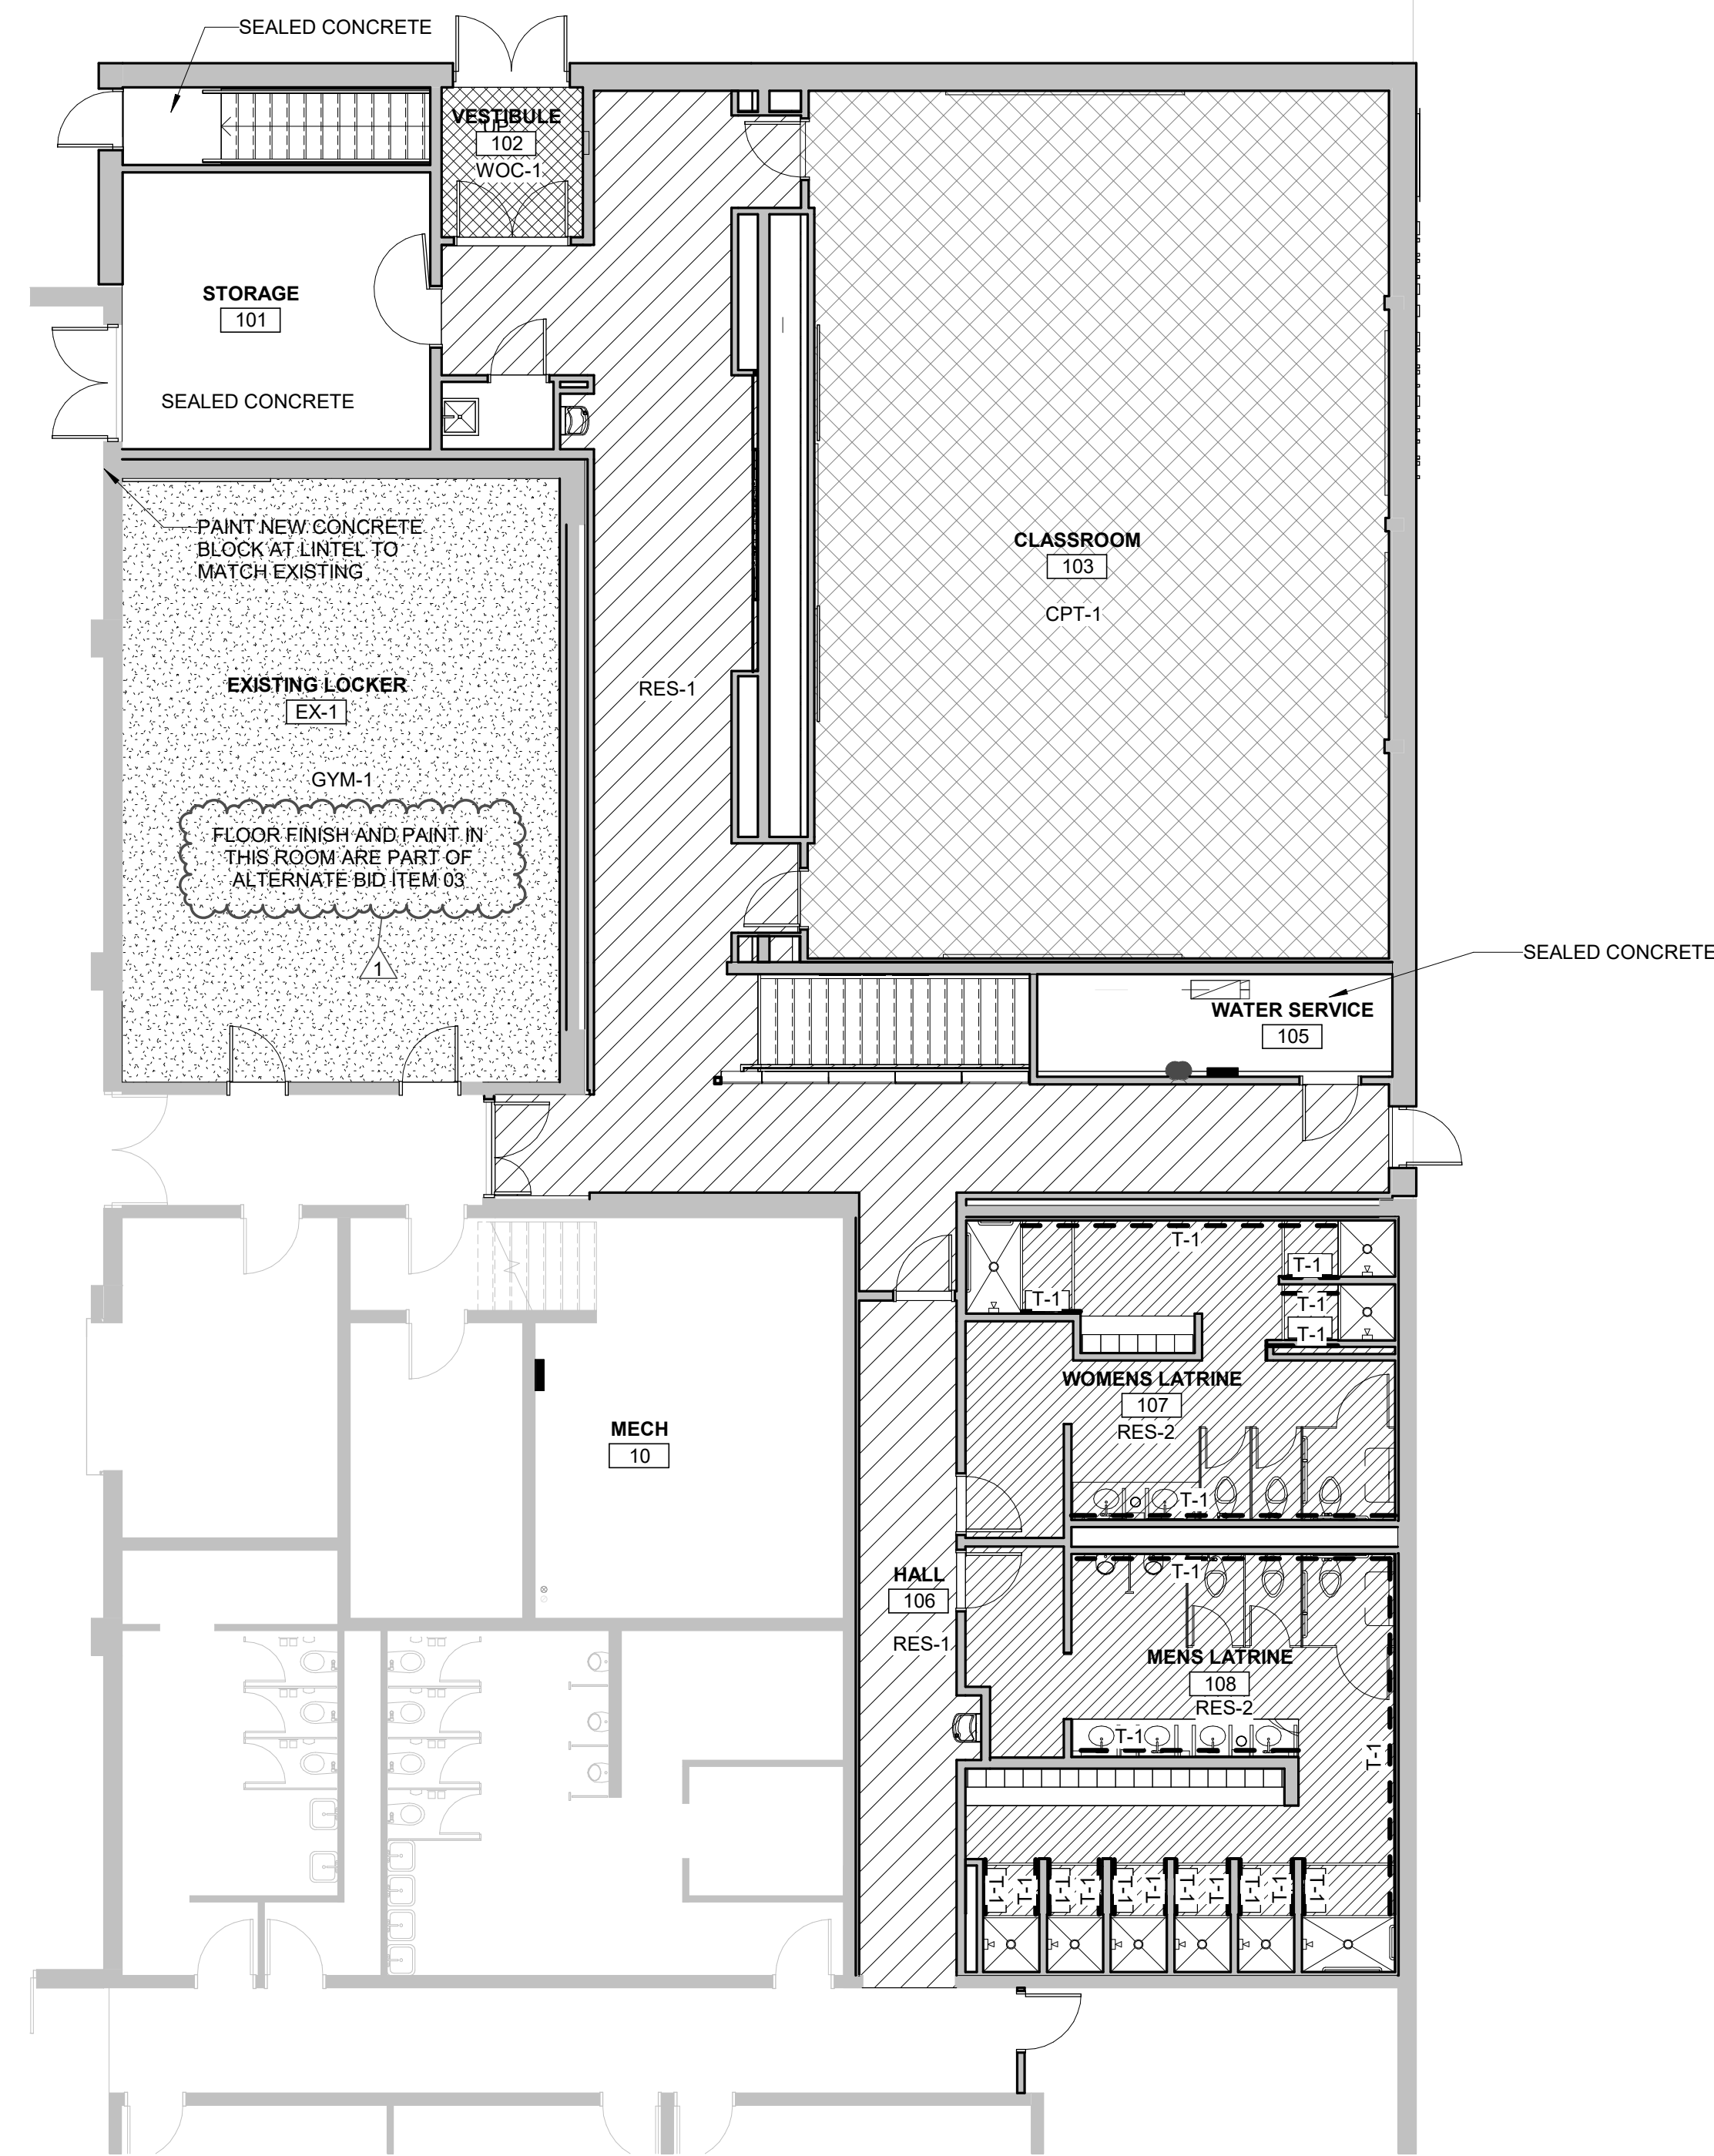 SEALED CONCRETE
VESTIBULE
UP
102
WOC-1
STORAGE
101
SEALED CONCRETE
PAINT NEW CONCRETE
BLOCK AT LINTEL TO
MATCH EXISTING
CLASSROOM
103
CPT-1
EXISTING LOCKER
EX-1
RES-1
GYM-1
FLOOR FINISH AND PAINT IN
THIS ROOM ARE PART OF
ALTERNATE BID ITEM 03
1
SEALED CONCRETE
WATER SERVICE
105
T-1
T-1
T-1
T-1
T-1
WOMENS LATRINE
107
RES-2
MECH
10
T-1
HALL
106
RES-1
T-1
MENS LATRINE
108
RES-2
T-1
T-1
T-1
T-1
T-1
T-1
T-1
T-1
T-1
T-1
T-1
T-1
T-1